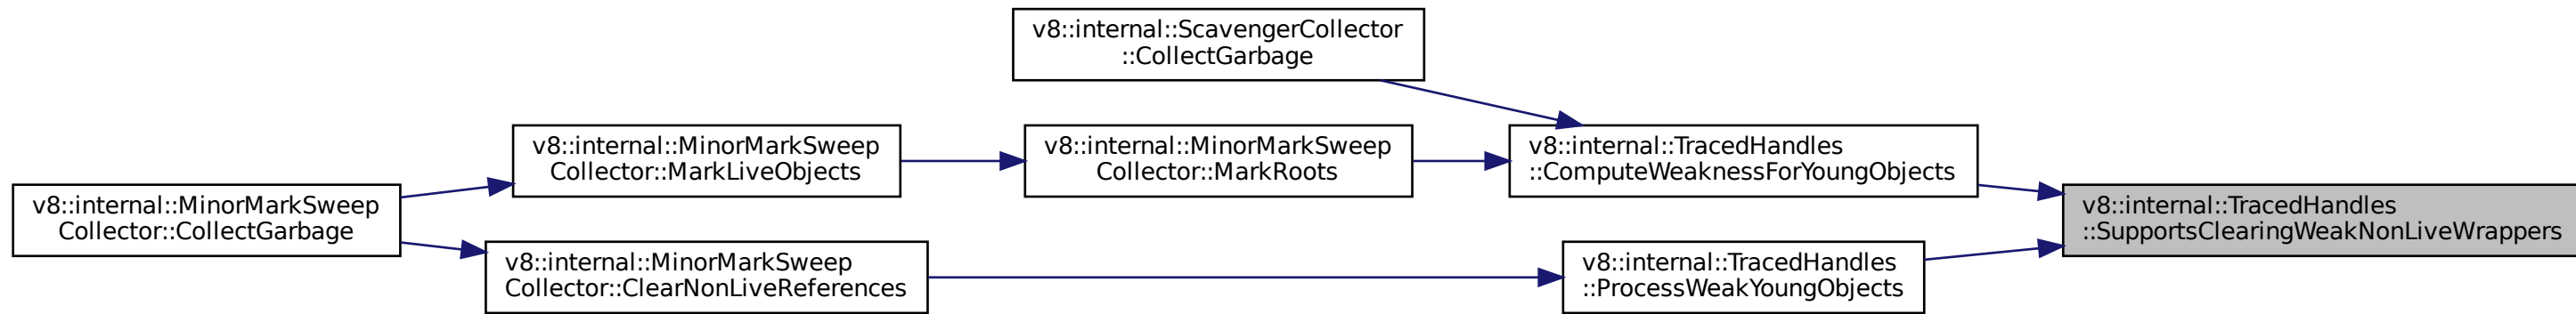 v8::internal::ScavengerCollector
::CollectGarbage
v8::internal::MinorMarkSweep
Collector::MarkLiveObjects
v8::internal::MinorMarkSweep
Collector::MarkRoots
v8::internal::TracedHandles
::ComputeWeaknessForYoungObjects
v8::internal::MinorMarkSweep
Collector::CollectGarbage
v8::internal::TracedHandles
::SupportsClearingWeakNonLiveWrappers
v8::internal::MinorMarkSweep
Collector::ClearNonLiveReferences
v8::internal::TracedHandles
::ProcessWeakYoungObjects